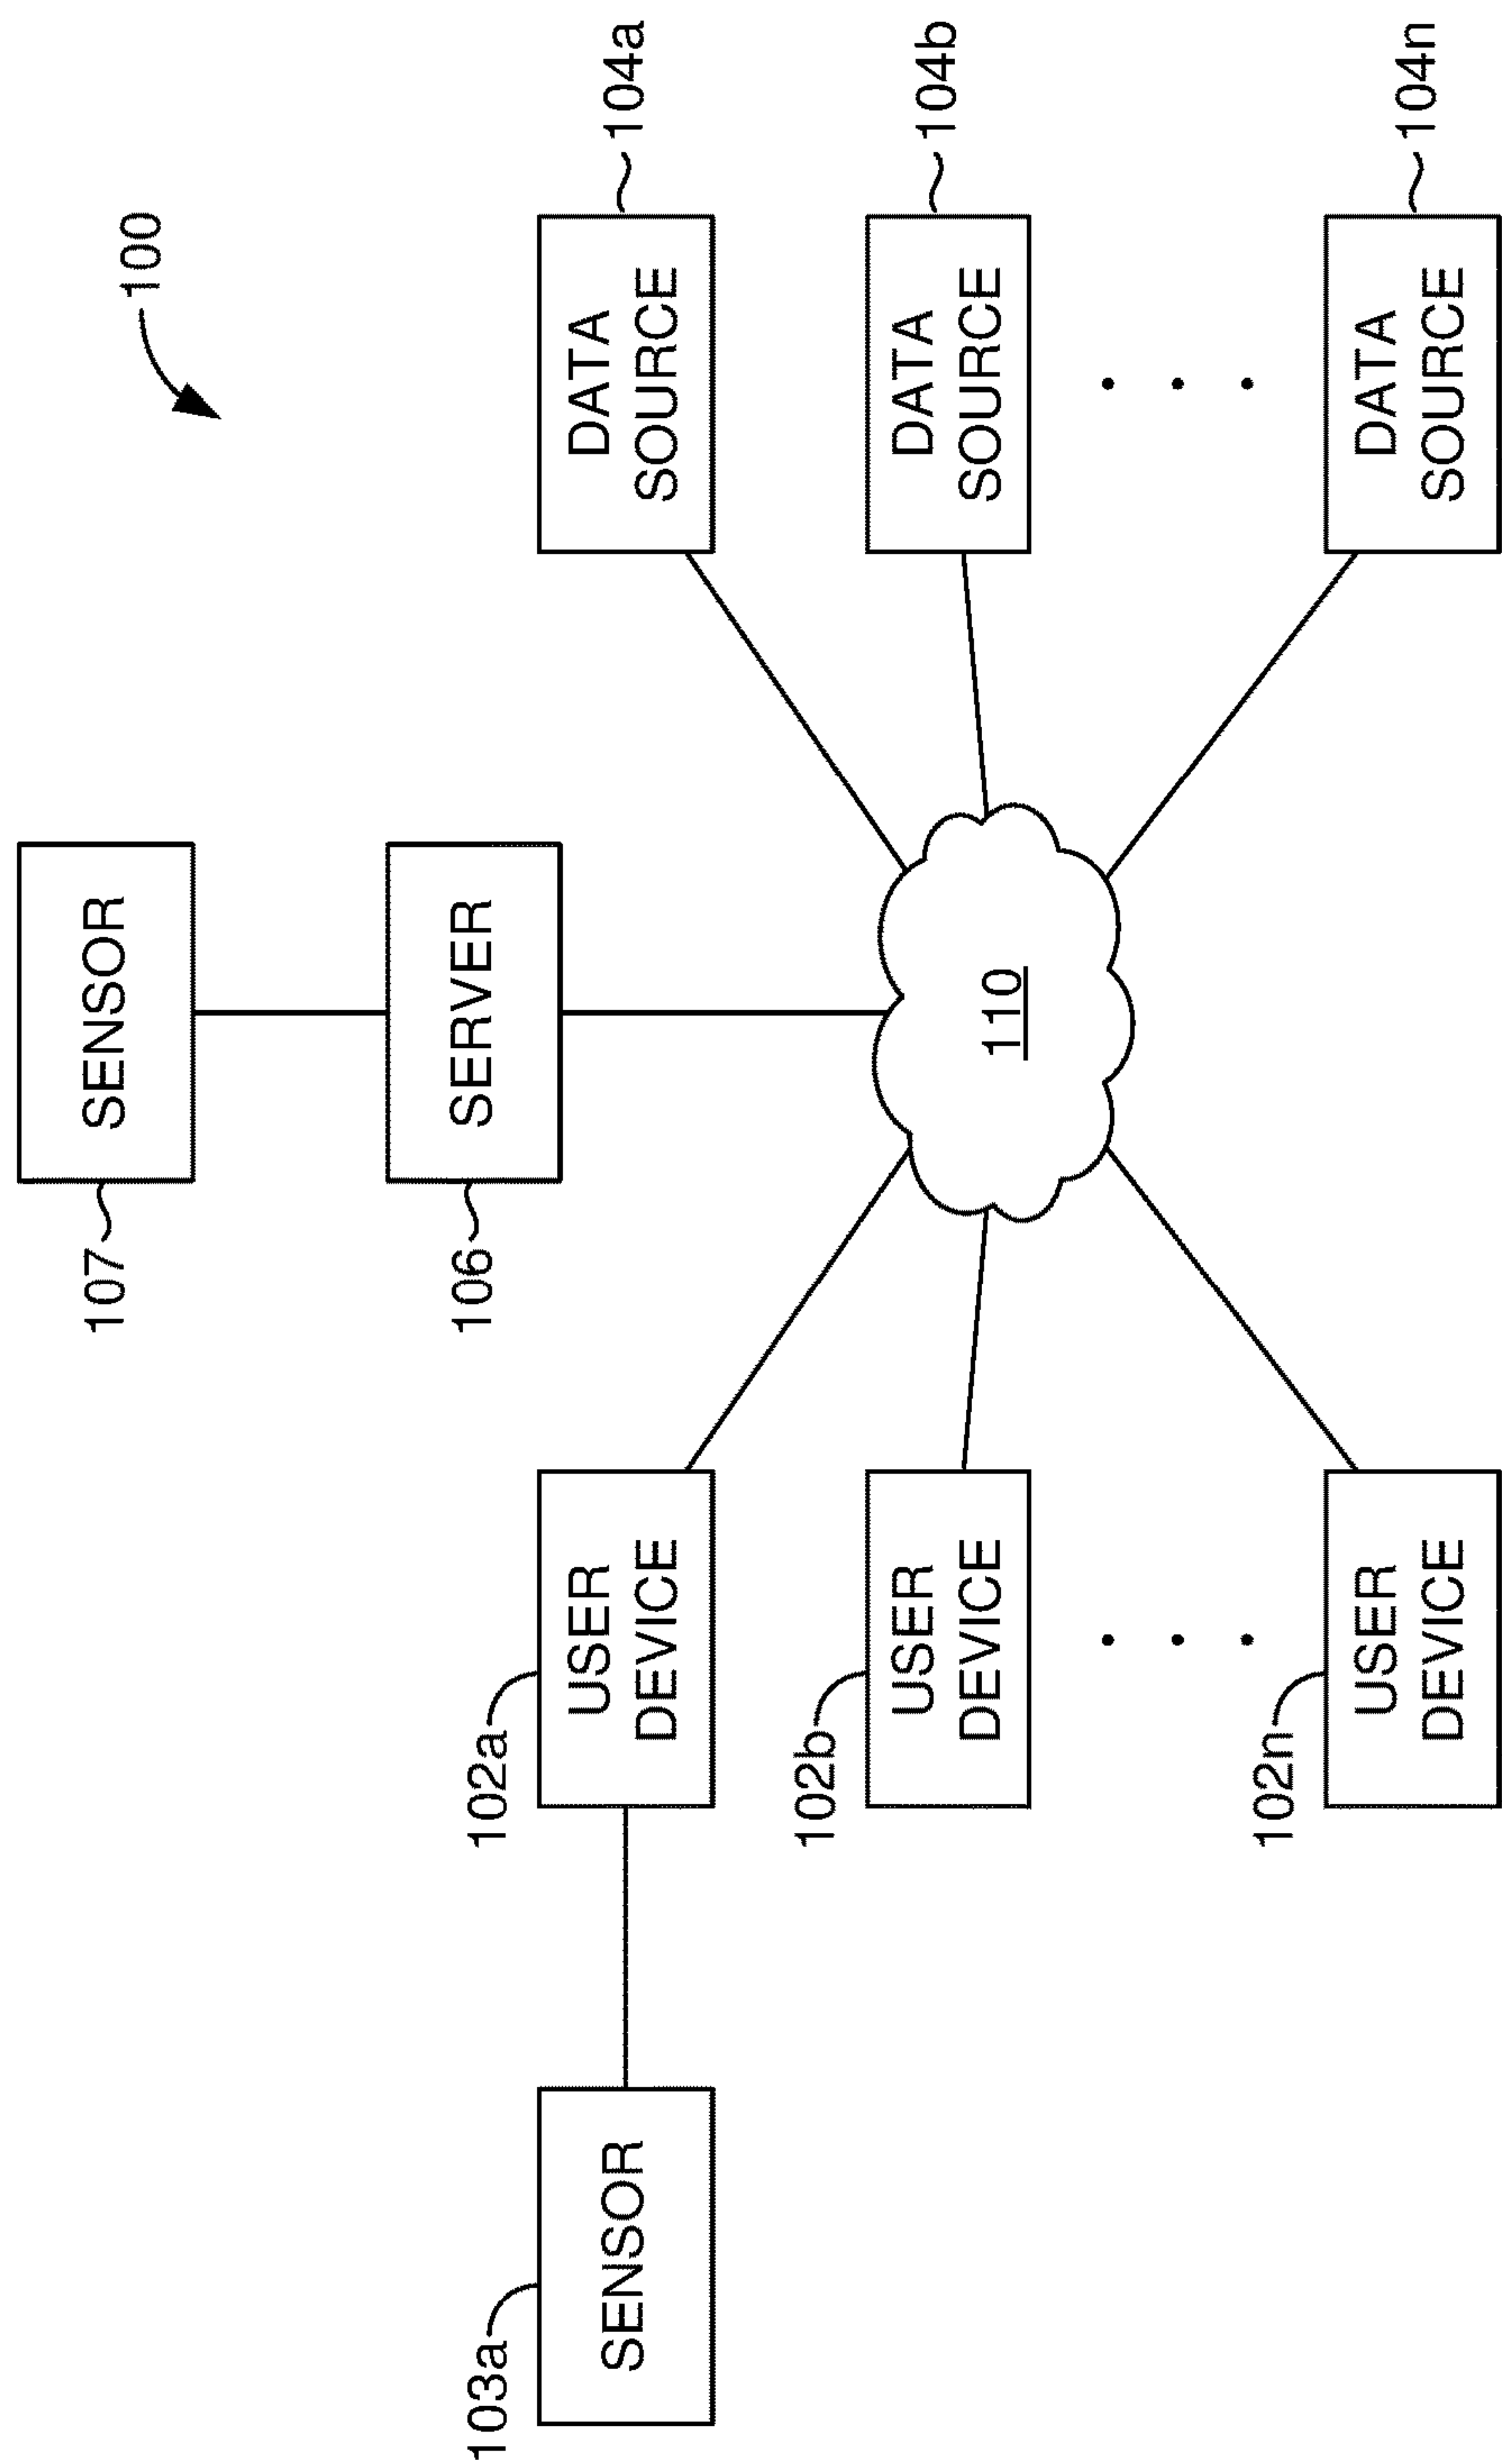 100
SENSOR
107
SERVER
106
103a
SENSOR
102a
USER
DEVICE
DATA
SOURCE
104a
110
102b
USER
DEVICE
DATA
SOURCE
104b
102n
USER
DEVICE
DATA
SOURCE
104n